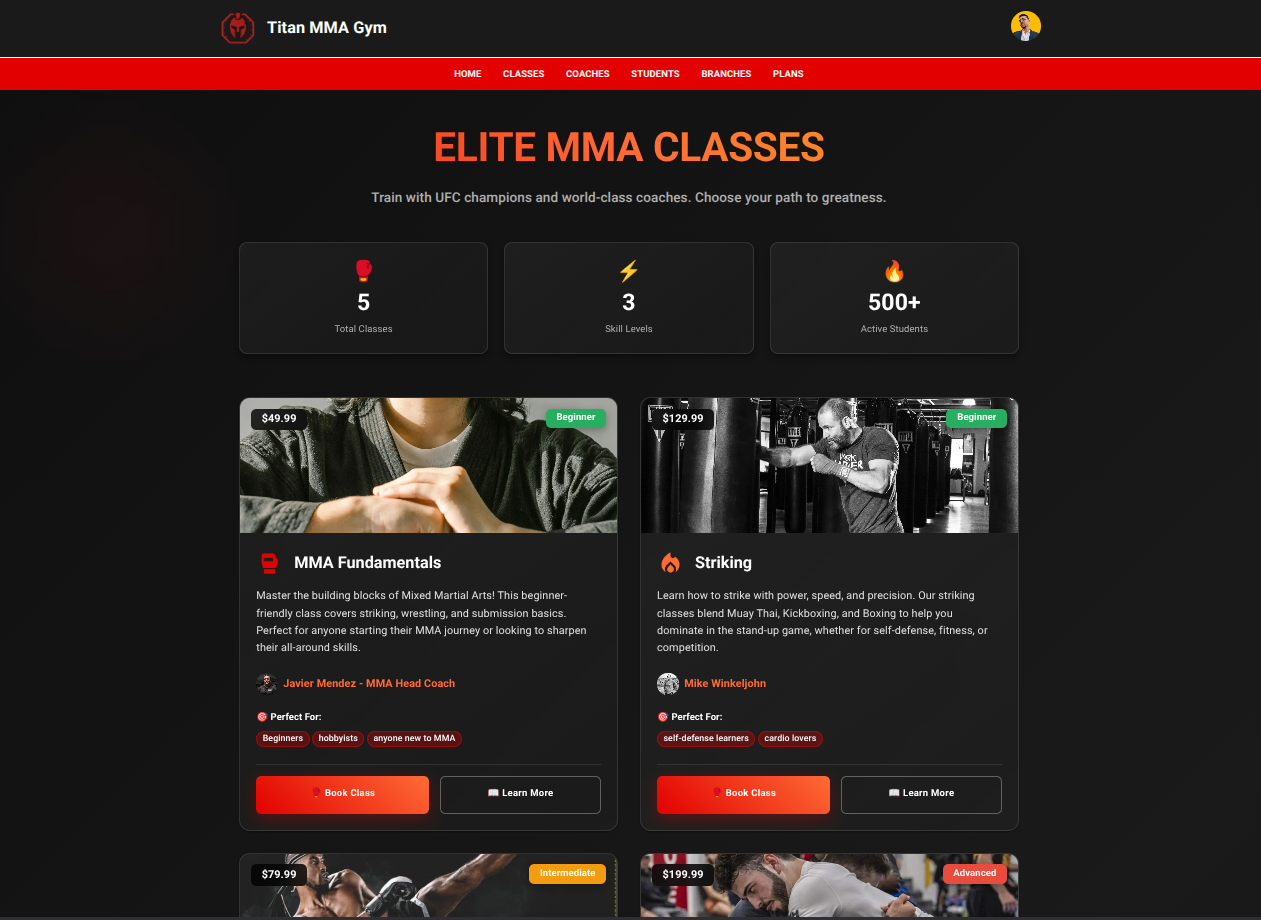 Titan MMA Gym
HOME CLASSES COACHES STUDENTS BRANCHES PLANS
ELITE MMA CLASSES
Train with UFC champions and world-class coaches. Choose your path to greatness.
5
Total Classes
3
Skill Levels
500+
Active Students
$49.99
Beginner
MMA Fundamentals
Master the building blocks of Mixed Martial Arts! This beginner-
friendly class covers striking, wrestling, and submission basics.
Perfect for anyone starting their MMA journey or looking to sharpen
their all-around skills.
Javier Mendez - MMA Head Coach
🎯 Perfect For:
Beginners hobbyists anyone new to MMA
🥊 Book Class
📖 Learn More
$129.99
Beginner
Striking
Learn how to strike with power, speed, and precision. Our striking
classes blend Muay Thai, Kickboxing, and Boxing to help you
dominate in the stand-up game, whether for self-defense, fitness, or
competition.
Mike Winkeljohn
🎯 Perfect For:
self-defense learners cardio lovers
🥊 Book Class
📖 Learn More
$79.99
Intermediate
$199.99
Advanced